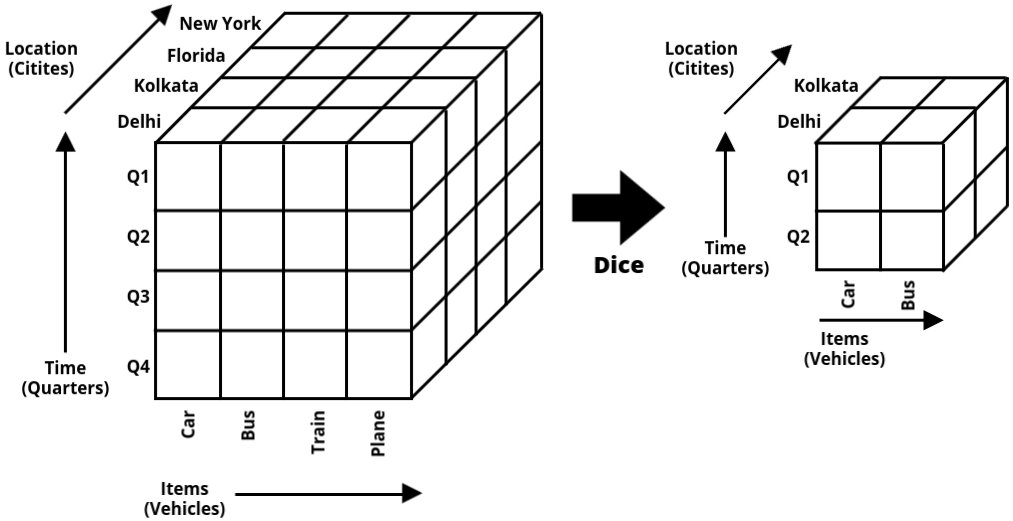 Location
(Citites)
New York
Florida
Kolkata
Delhi
Q1
Q2
Q3
Q4
Time
(Quarters)
Car
Bus
Train
Plane
Items
(Vehicles)
Dice
Location
(Citites)
Kolkata
Delhi
Q1
Q2
Time
(Quarters)
Car
Bus
Items
(Vehicles)